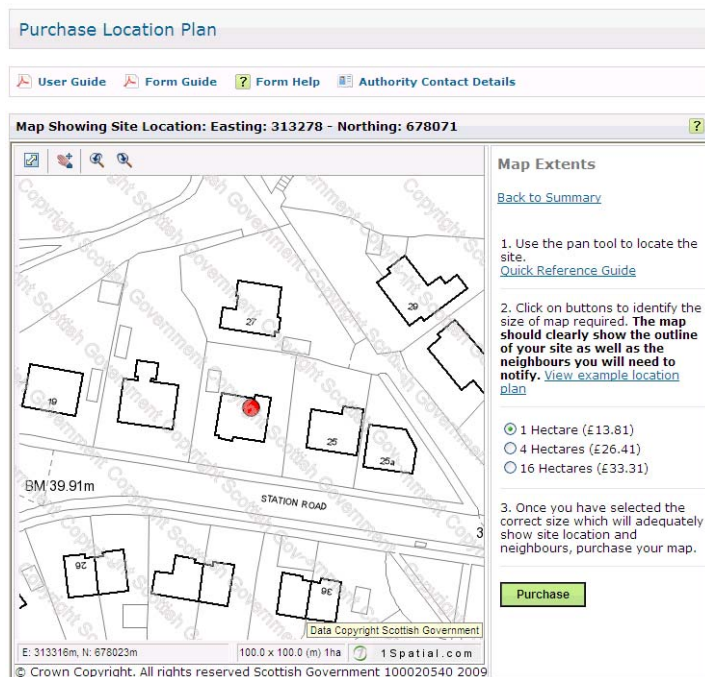 Purchase Location Plan
User Guide Form Guide ? Form Help Authority Contact Details
Map Showing Site Location: Easting: 313278 - Northing: 678071 ?
Map Extents
Back to Summary
1. Use the pan tool to locate the
site.
Quick Reference Guide
2. Click on buttons to identify the
size of map required. The map
should clearly show the outline
of your site as well as the
neighbours you will need to
notify. View example location
plan
1 Hectare (£13.81)
4 Hectares (£26.41)
16 Hectares (£33.31)
3. Once you have selected the
correct size which will adequately
show site location and
neighbours, purchase your map.
Purchase
Copyright Scottish Government
29
27
19
25
25a
BM 39.91m
STATION ROAD
3
26
36
Data Copyright Scottish Government
E: 313316m, N: 678023m 100.0 x 100.0 (m) 1ha 1Spatial.com
© Crown Copyright. All rights reserved Scottish Government 100020540 2009